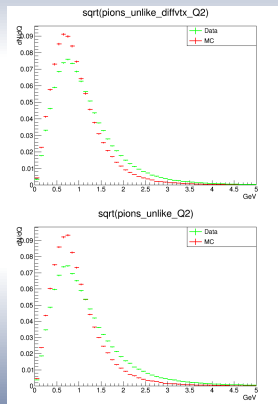 sqrt(pions_unlike_diffvtx_Q2)
dN/dQ
Data
MC
0.09
0.08
0.07
0.06
0.05
0.04
0.03
0.02
0.01
0
0 0.5 1 1.5 2 2.5 3 3.5 4 4.5 5
GeV
sqrt(pions_unlike_Q2)
dN/dQ
Data
MC
0.09
0.08
0.07
0.06
0.05
0.04
0.03
0.02
0.01
0
0 0.5 1 1.5 2 2.5 3 3.5 4 4.5 5
GeV